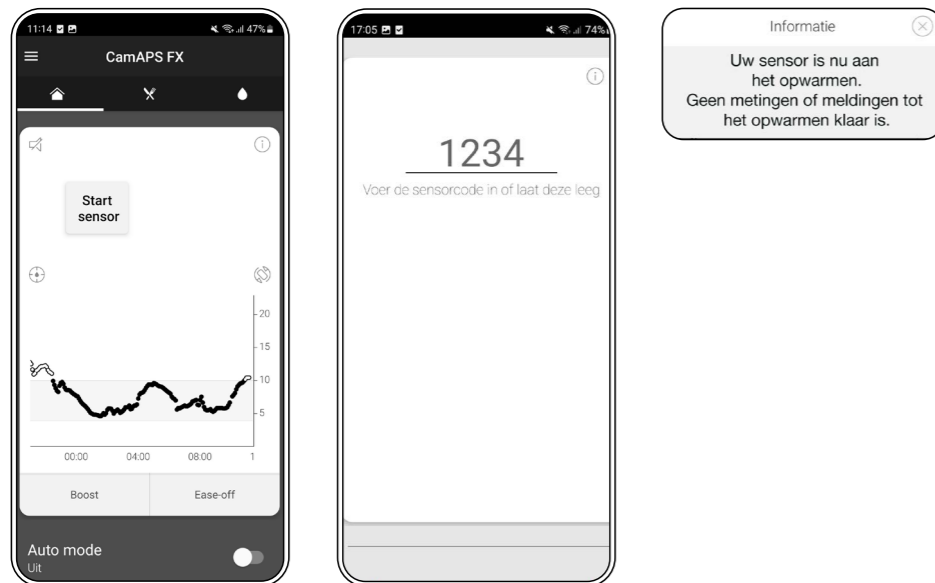 11:14
47%
CamAPS FX
Start
sensor
20
15
10
5
00:00
04:00
08:00
1
Boost
Ease-off
Auto mode
Uit
17:05
74%
1234
Voer de sensorcode in of laat deze leeg
Informatie
Uw sensor is nu aan
het opwarmen.
Geen metingen of meldingen tot
het opwarmen klaar is.